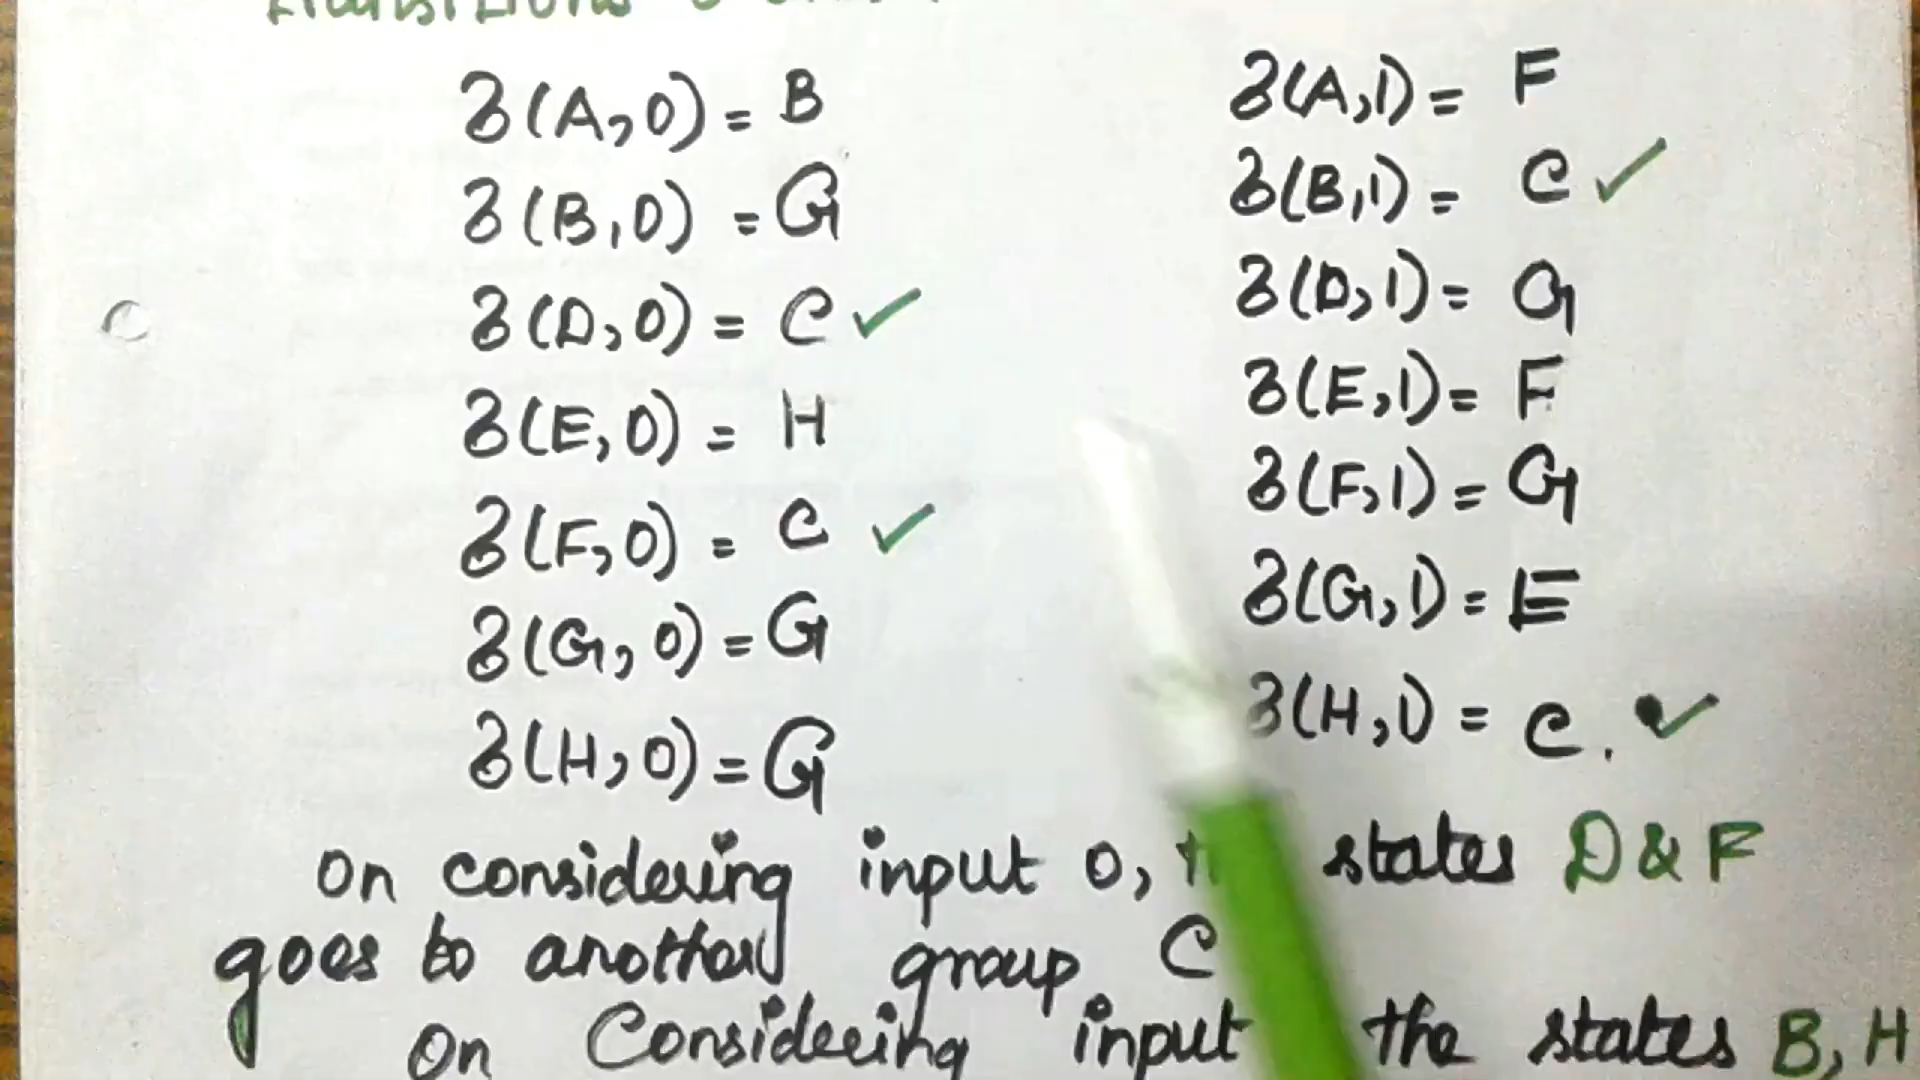 transitions
δ(A,0) = B δ(A,1) = F
δ(B,0) = G δ(B,1) = C ✓
δ(D,0) = C ✓ δ(D,1) = G
δ(E,0) = H δ(E,1) = F
δ(F,0) = C ✓ δ(F,1) = G
δ(G,0) = G δ(G,1) = E
δ(H,0) = G δ(H,1) = C. ✓
On considering input 0, states D & F
goes to another group C
On Considering input the states B, H